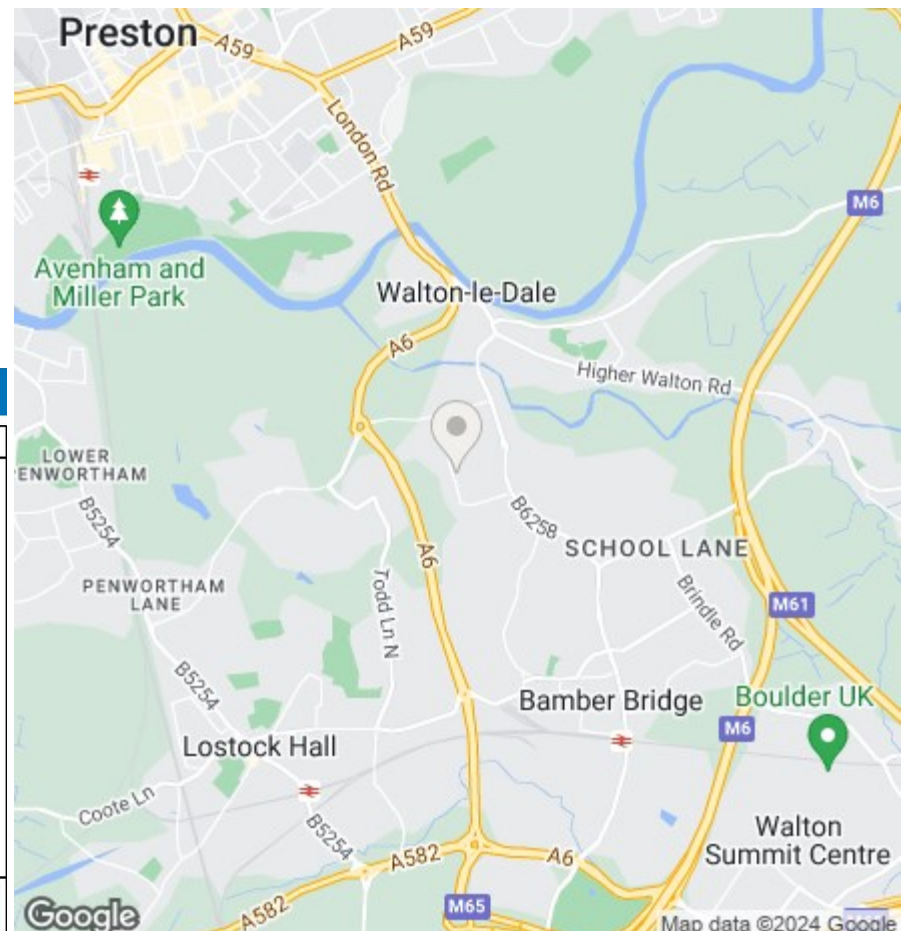 Preston
A59
A59
London Rd
M6
Avenham and
Miller Park
Walton-le-Dale
A6
Higher Walton Rd
LOWER
PENWORTHAM
B5254
B6258
SCHOOL LANE
A6
PENWORTHAM
LANE
Todd Ln N
Brindle Rd
M61
B5254
Bamber Bridge
Boulder UK
M6
Lostock Hall
Coote Ln
B5254
Walton
Summit Centre
A582
A6
A582
M65
Google
Map data ©2024 Google